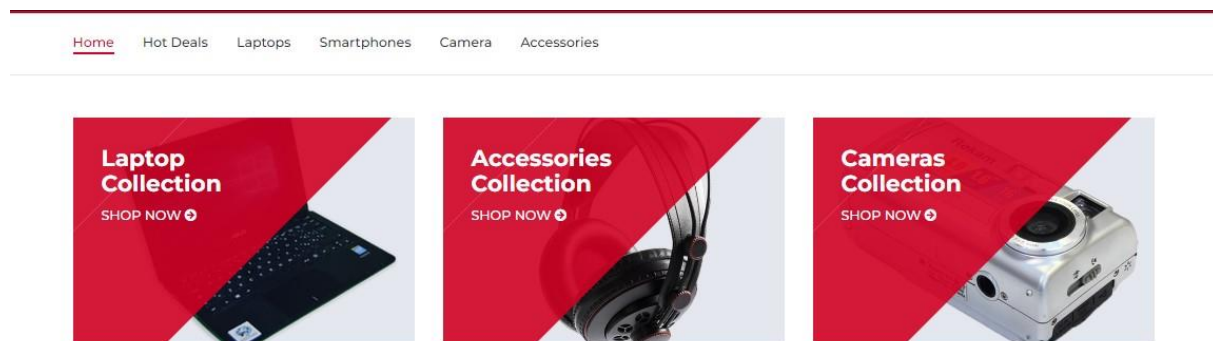 Home Hot Deals Laptops Smartphones Camera Accessories
Laptop
Collection
SHOP NOW
Accessories
Collection
SHOP NOW
Cameras
Collection
SHOP NOW